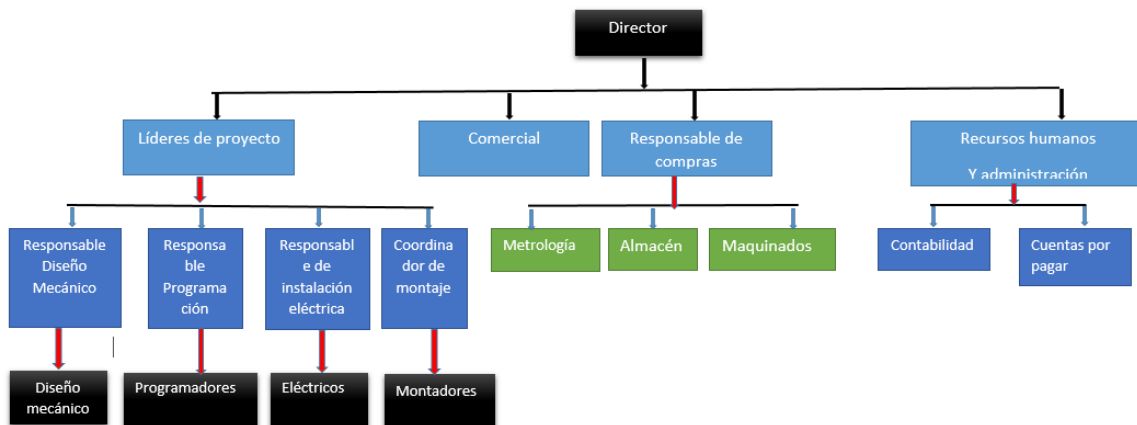 Director
Líderes de proyecto
Comercial
Responsable de
compras
Recursos humanos
Y administración
Responsable
Diseño
Mecánico
Responsa
ble
Programa
ción
Responsabl
e de
instalación
eléctrica
Coordina
dor de
montaje
Metrología
Almacén
Maquinados
Contabilidad
Cuentas por
pagar
Diseño
mecánico
Programadores
Eléctricos
Montadores